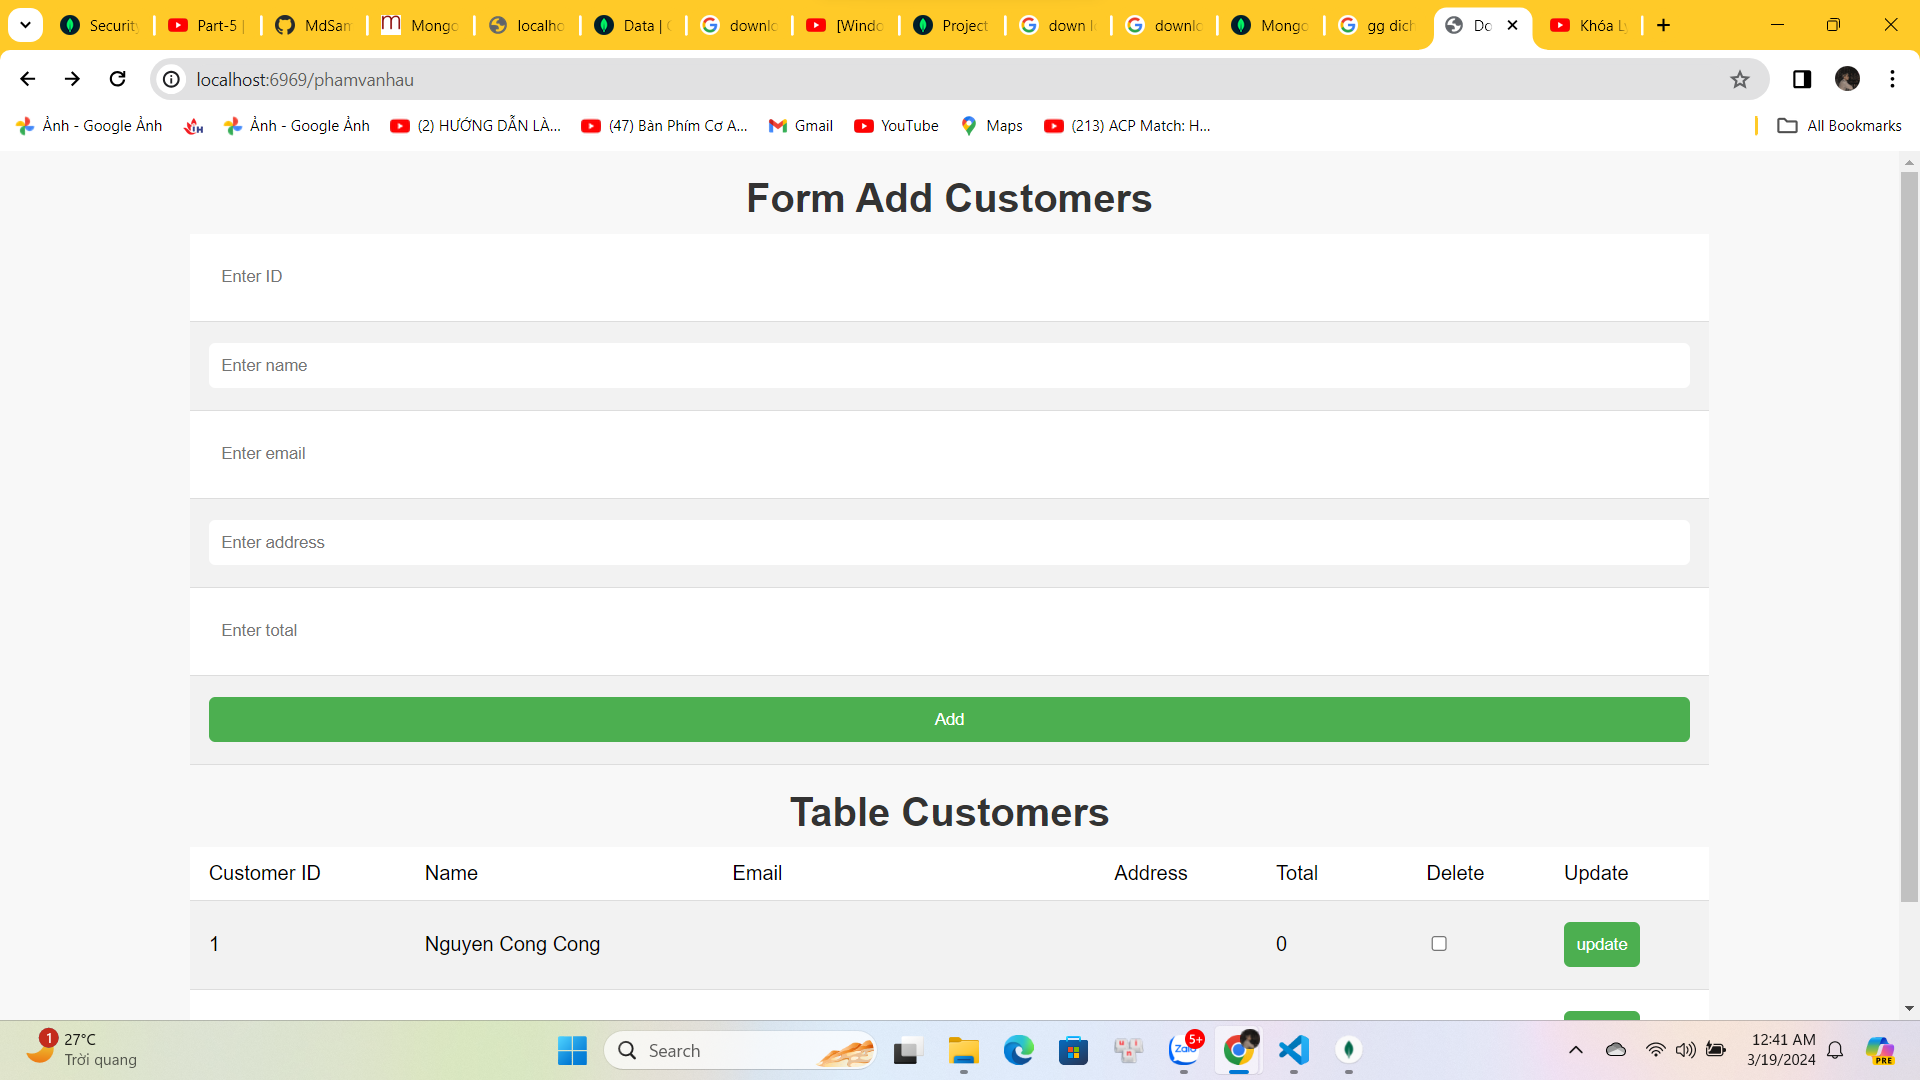 Security
Part-5 |
MdSam
Mongo
localho
Data | C
downlo
[Windo
Project
down l
downlo
Mongo
gg dich
Do
Khóa Ly
localhost:6969/phamvanhau
Ảnh - Google Ảnh
Ảnh - Google Ảnh
(2) HƯỚNG DẪN LÀ...
(47) Bàn Phím Cơ A...
Gmail
YouTube
Maps
(213) ACP Match: H...
All Bookmarks
Form Add Customers
Enter ID
Enter name
Enter email
Enter address
Enter total
Add
Table Customers
Customer ID Name Email Address Total Delete Update
1 Nguyen Cong Cong 0 update
1
27°C
Trời quang
Search
Zalo
5+
12:41 AM
3/19/2024
PRE